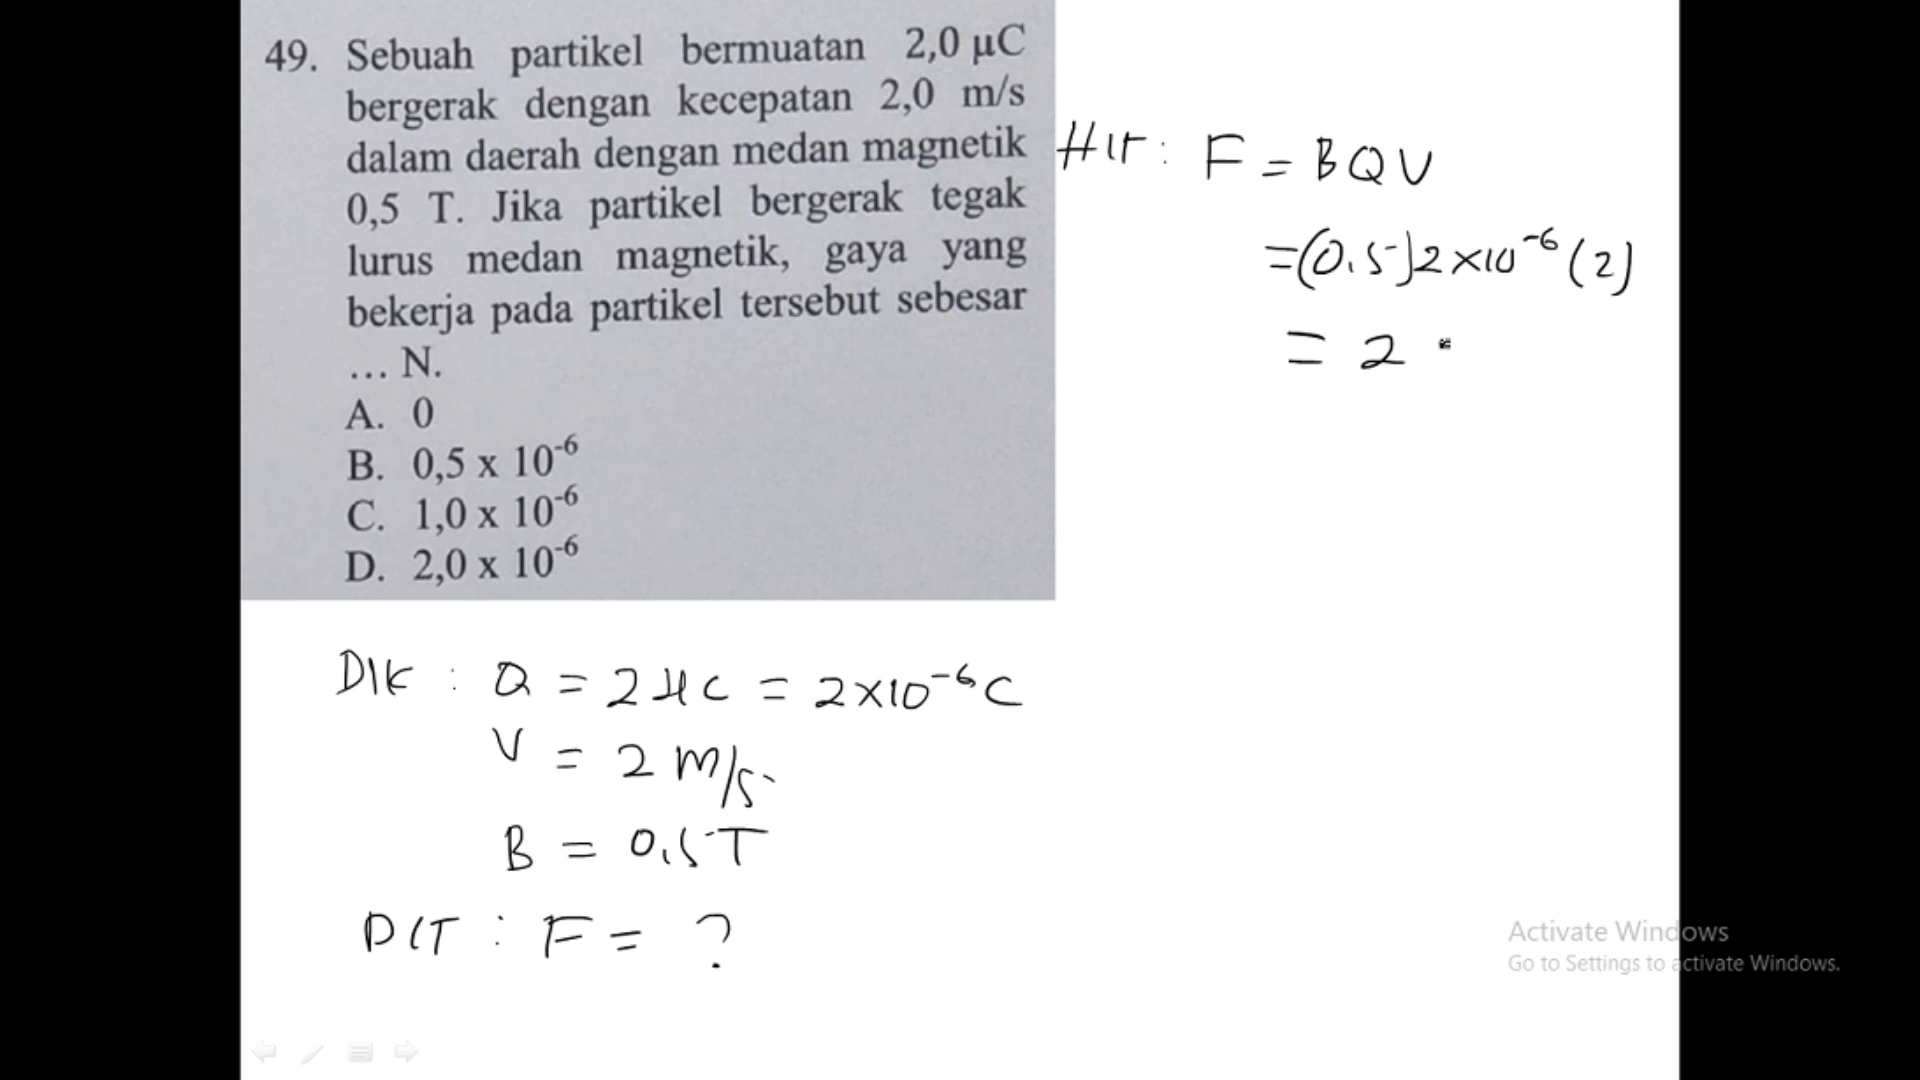 49. Sebuah partikel bermuatan 2,0 μC
bergerak dengan kecepatan 2,0 m/s
dalam daerah dengan medan magnetik
0,5 T. Jika partikel bergerak tegak
lurus medan magnetik, gaya yang
bekerja pada partikel tersebut sebesar
... N.
A. 0
B. 0,5 x 10⁻⁶
C. 1,0 x 10⁻⁶
D. 2,0 x 10⁻⁶
DIK : Q = 2 μC = 2×10⁻⁶ C
V = 2 m/s
B = 0,5 T
DIT : F = ?
HIT : F = BQV
= (0,5) 2×10⁻⁶ (2)
= 2
Activate Windows
Go to Settings to activate Windows.